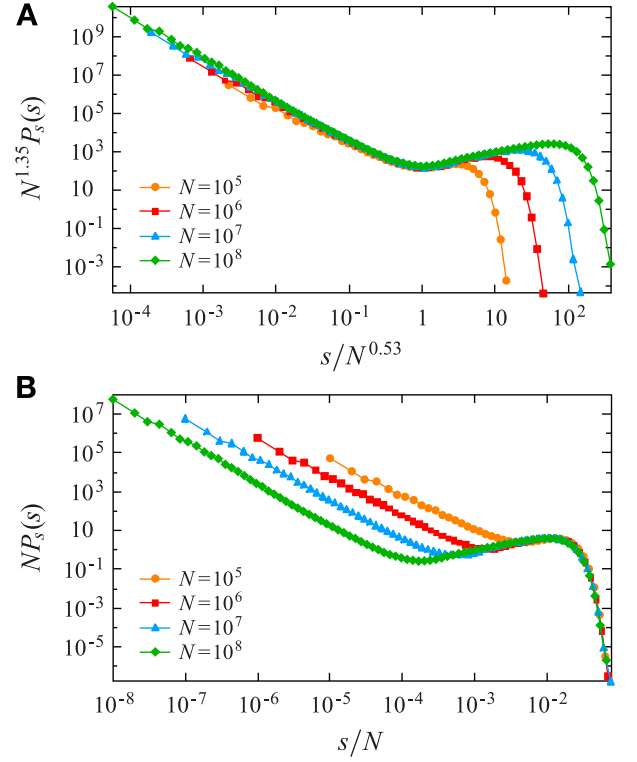 A
N^1.35 P_s(s)
10^9
10^7
10^5
10^3
10
10^-1
10^-3
N=10^5
N=10^6
N=10^7
N=10^8
10^-4 10^-3 10^-2 10^-1 1 10 10^2
s/N^0.53
B
NP_s(s)
10^7
10^5
10^3
10
10^-1
10^-3
10^-5
N=10^5
N=10^6
N=10^7
N=10^8
10^-8 10^-7 10^-6 10^-5 10^-4 10^-3 10^-2
s/N